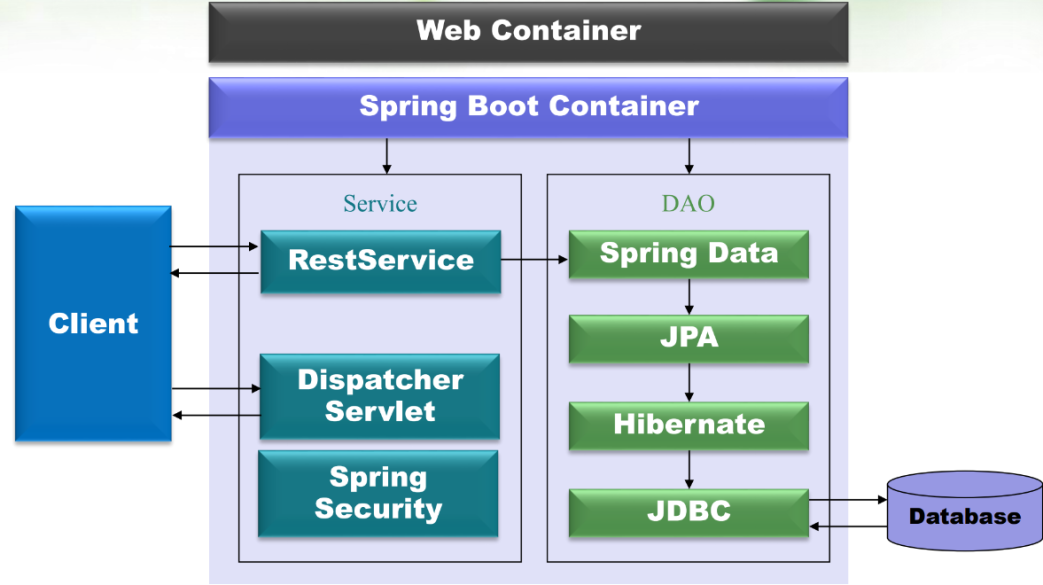 Web Container
Spring Boot Container
Service
DAO
Client
RestService
Spring Data
JPA
Dispatcher
Servlet
Hibernate
Spring
Security
JDBC
Database